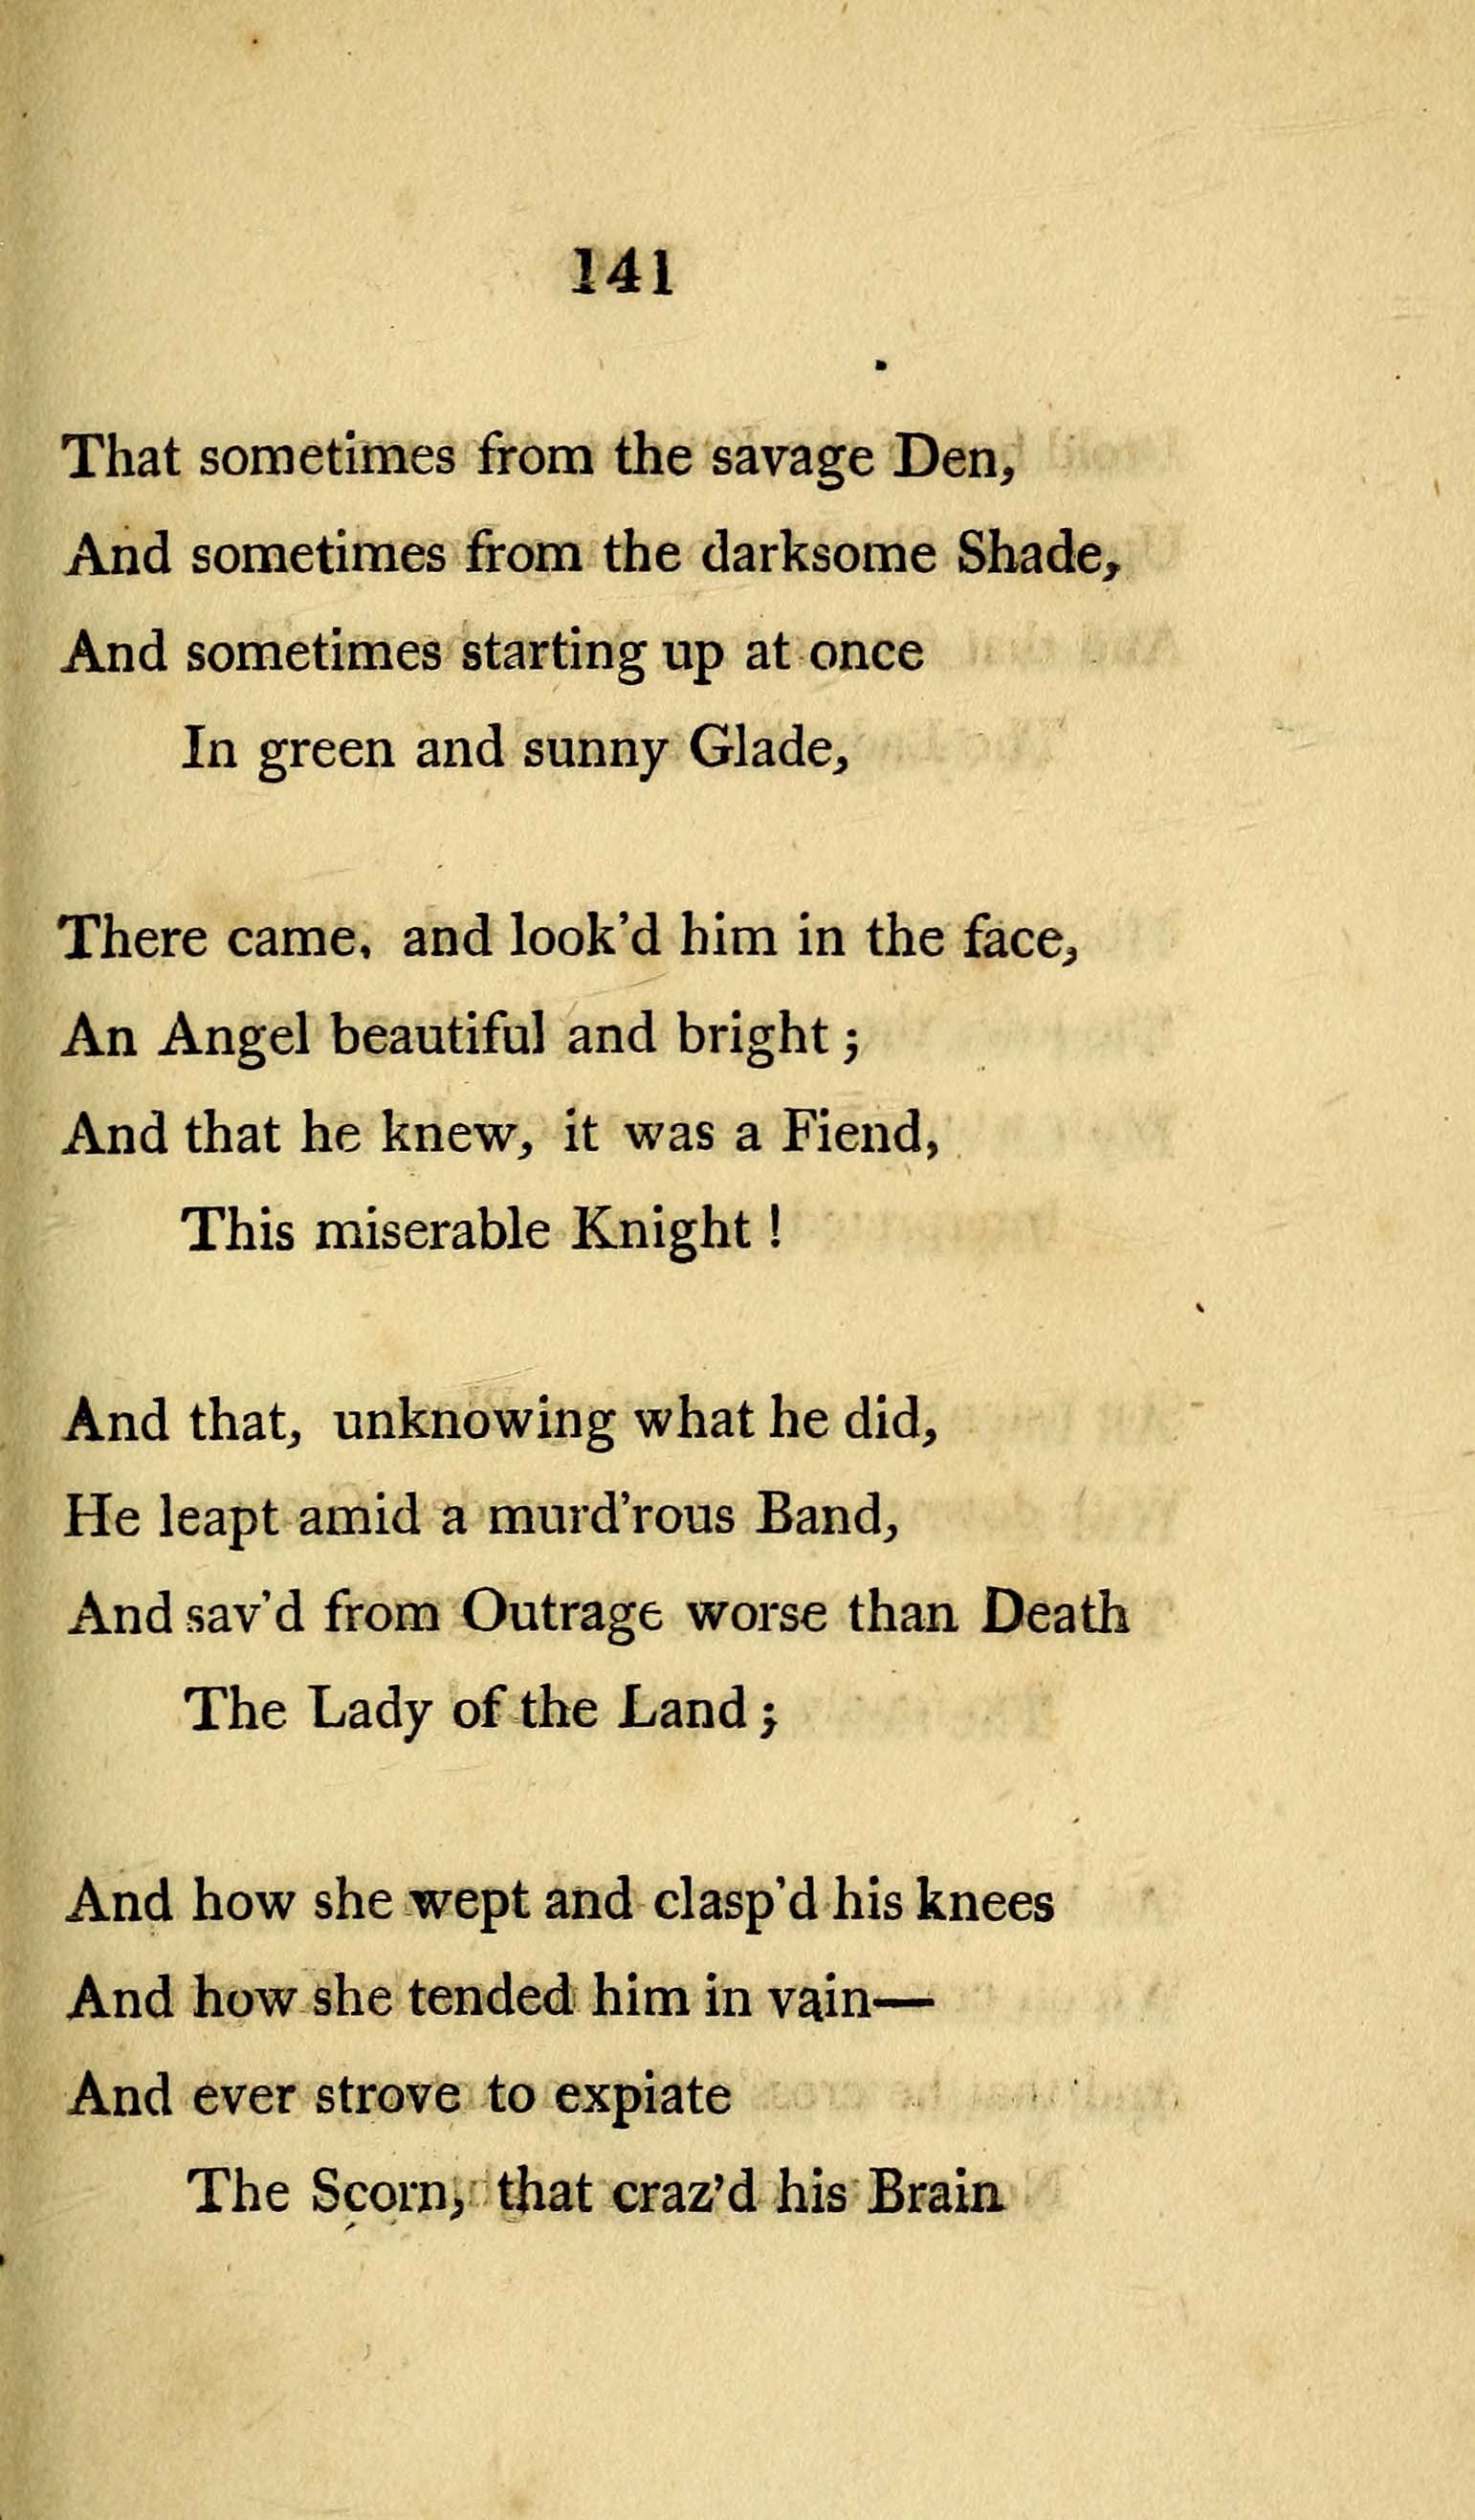 141
That sometimes from the savage Den,
And sometimes from the darksome Shade,
And sometimes starting up at once
In green and sunny Glade,
There came, and look'd him in the face,
An Angel beautiful and bright;
And that he knew, it was a Fiend,
This miserable Knight!
And that, unknowing what he did,
He leapt amid a murd'rous Band,
And sav'd from Outrage worse than Death
The Lady of the Land;
And how she wept and clasp'd his knees
And how she tended him in vain—
And ever strove to expiate
The Scorn, that craz'd his Brain